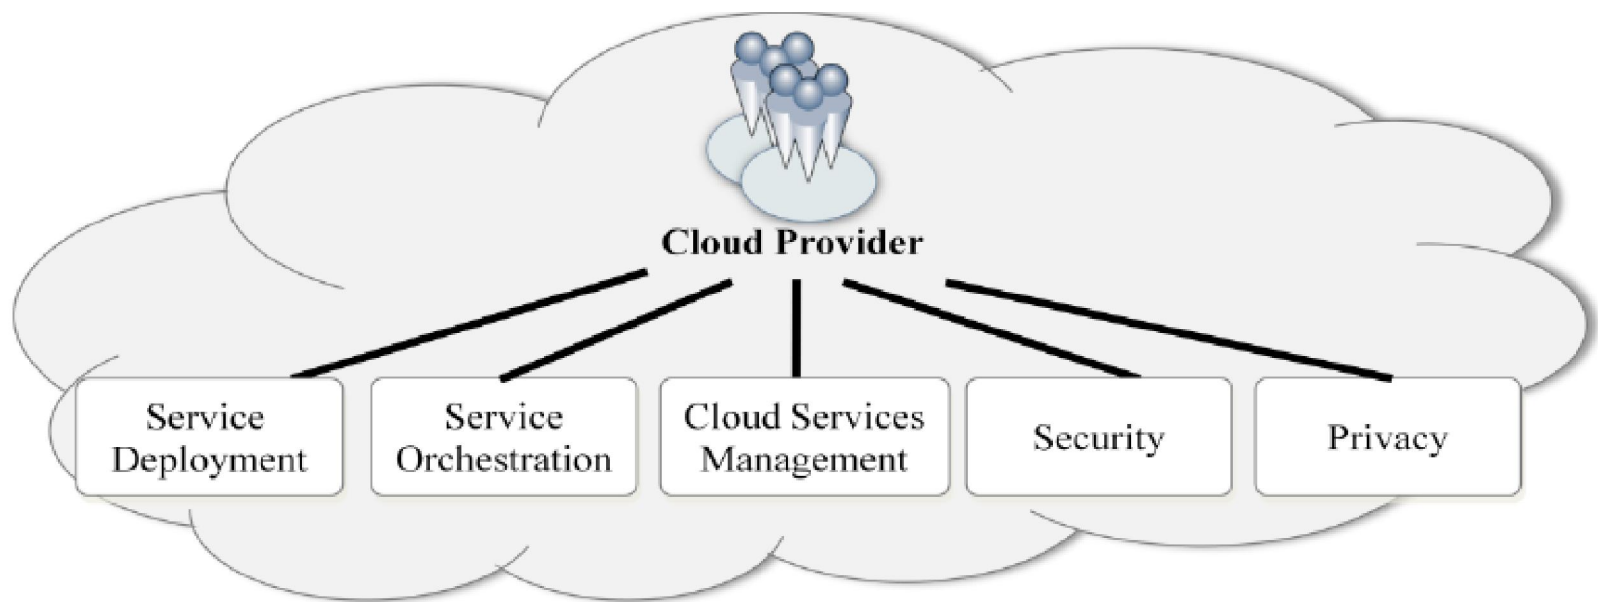 Cloud Provider
Service
Deployment
Service
Orchestration
Cloud Services
Management
Security
Privacy